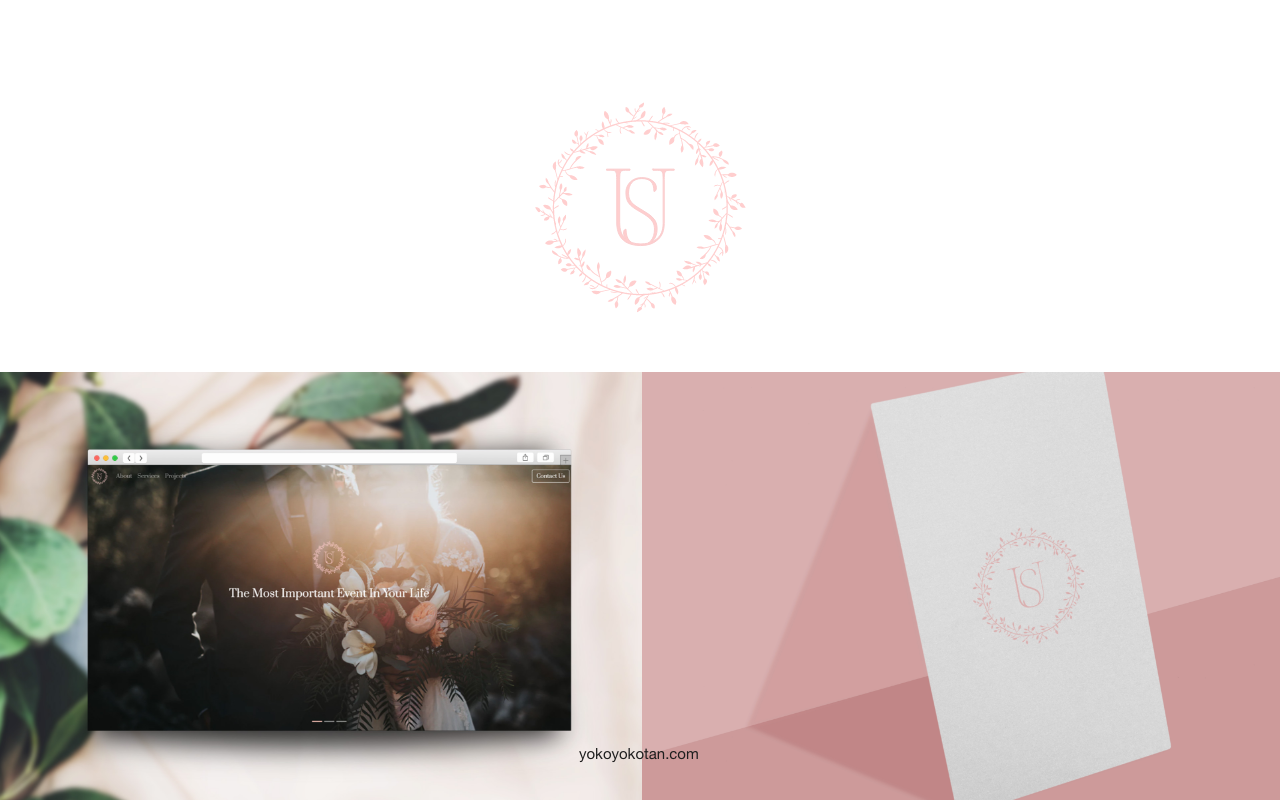 US
About Services Projects
Contact Us
US
The Most Important Event In Your Life
US
yokoyokotan.com